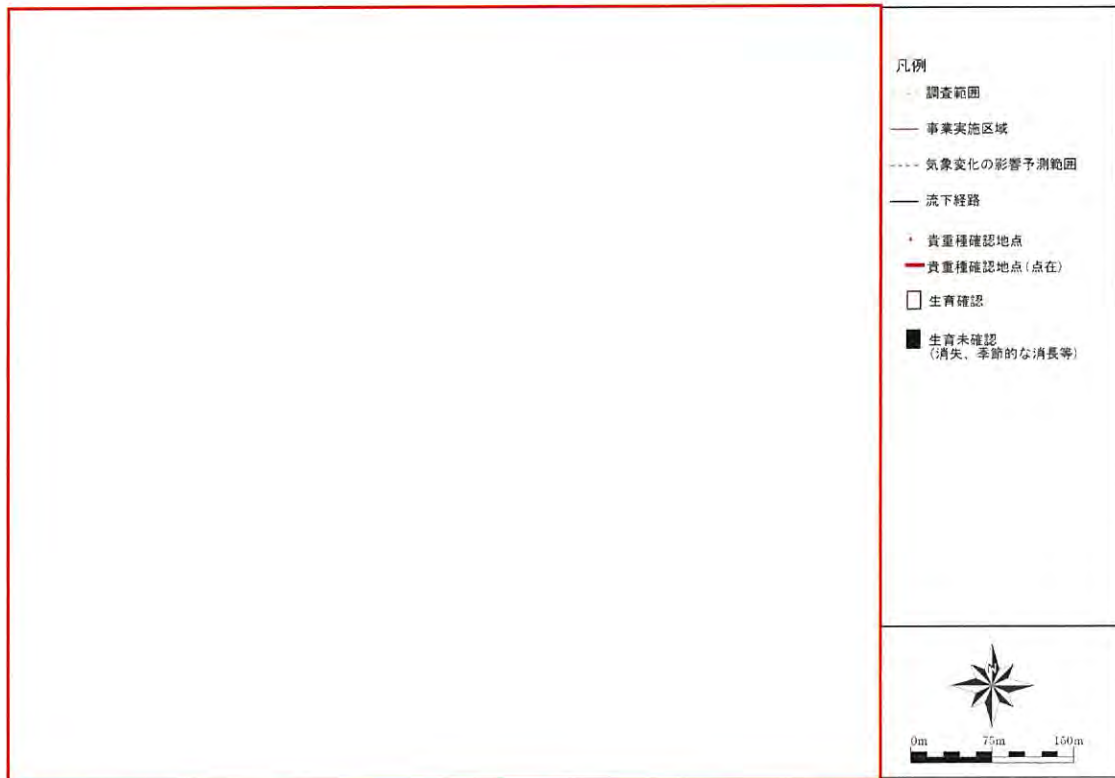 凡例
調査範囲
事業実施区域
気象変化の影響予測範囲
流下経路
貴重種確認地点
貴重種確認地点(点在)
生育確認
生育未確認
(消失、季節的な消長等)
N
0m 75m 150m